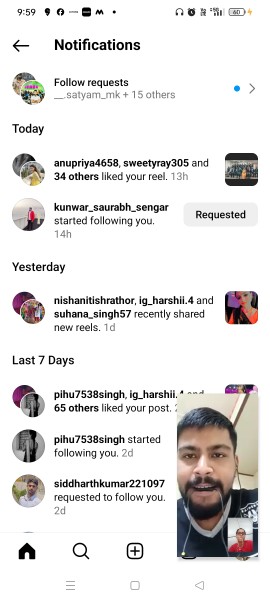 9:59
60
Notifications
Follow requests
__.satyam_mk + 15 others
Today
anupriya4658, sweetyray305 and
34 others liked your reel. 13h
kunwar_saurabh_sengar
started following you.
14h
Requested
Yesterday
nishanitishrathor, ig_harshii.4 and
suhana_singh57 recently shared
new reels. 1d
Last 7 Days
pihu7538singh, ig_harshii.4 and
65 others liked your post.
pihu7538singh started
following you. 2d
siddharthkumar221097
requested to follow you.
2d